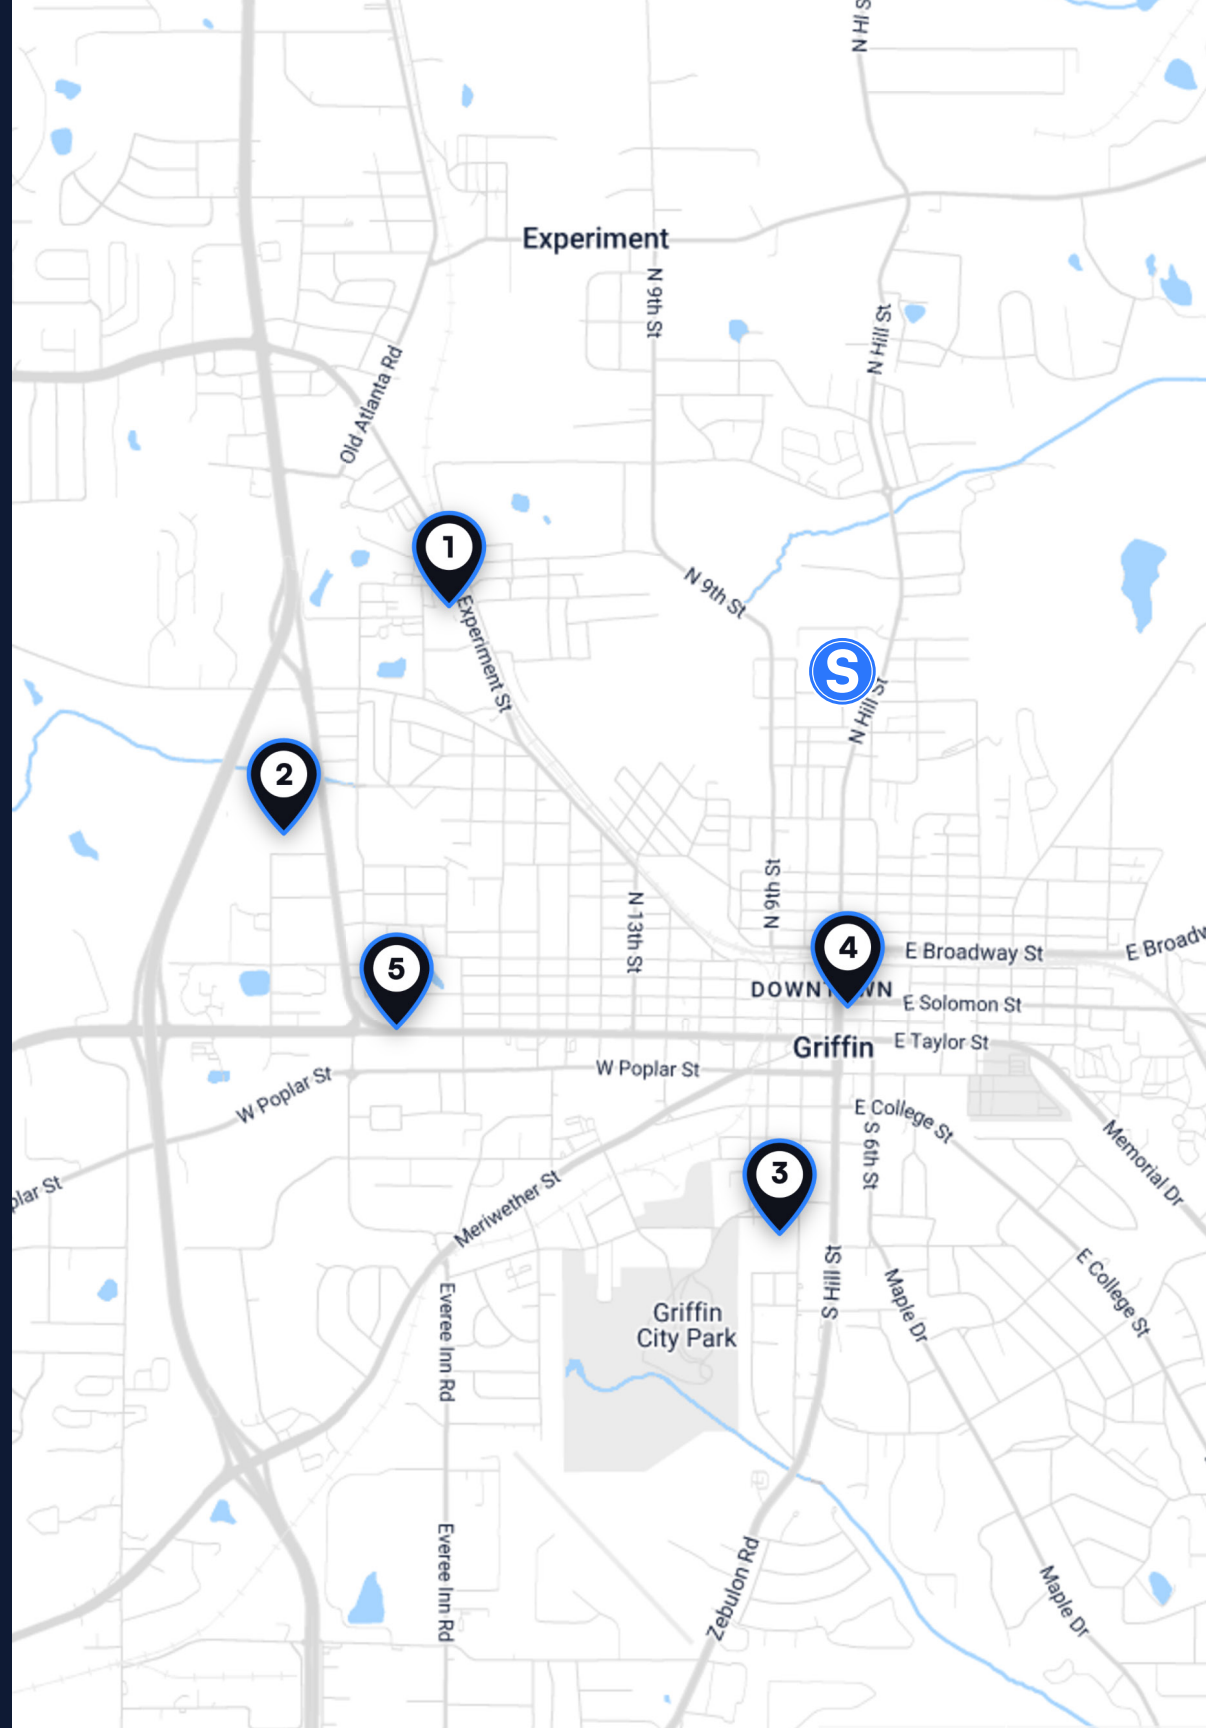 N Hi S
Experiment
N 9th St
N Hill St
Old Atlanta Rd
1
N 9th St
Experiment St
S
N Hill St
2
N 9th St
N 13th St
4
E Broadway St
E Broadw
5
DOWNT WN
E Solomon St
Griffin
E Taylor St
W Poplar St
W Poplar St
E College St
S 6th St
Memorial Dr
3
plar St
Meriwether St
S Hill St
Maple Dr
E College St
Everee Inn Rd
Griffin
City Park
Everee Inn Rd
Zebulon Rd
Maple Dr